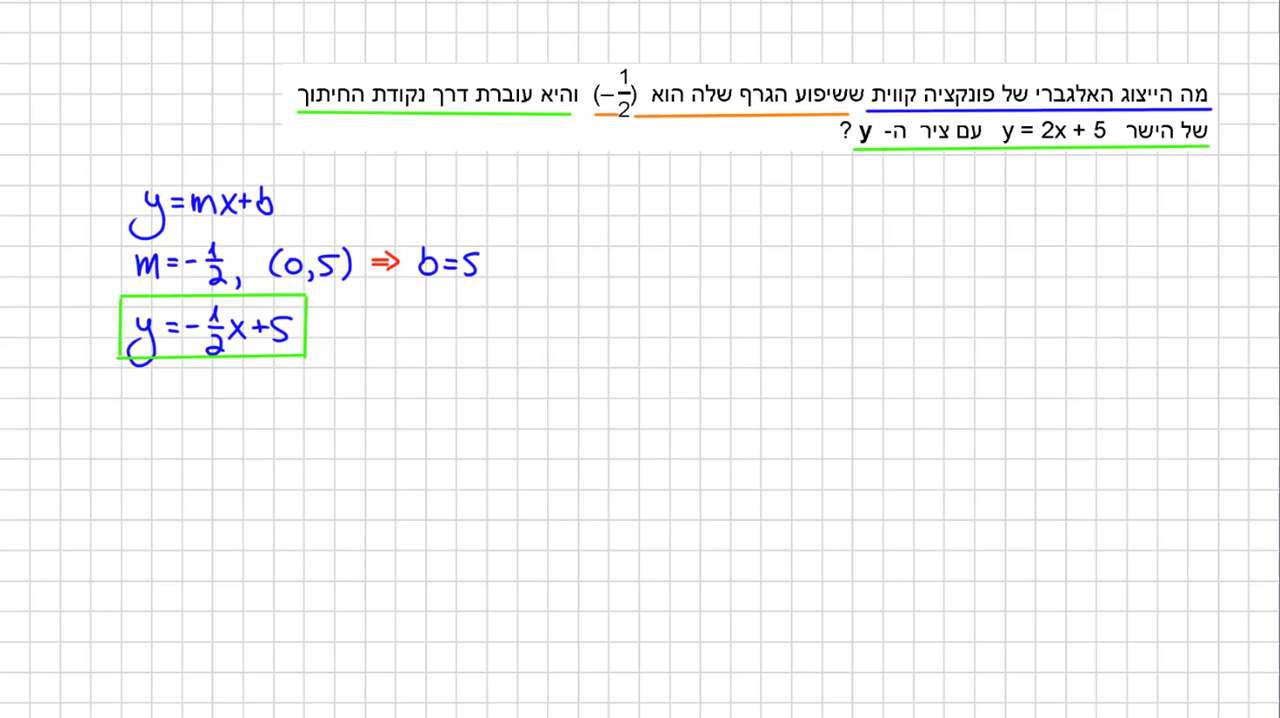 מה הייצוג האלגברי של פונקציה קווית ששיפוע הגרף שלה הוא (-1/2) והיא עוברת דרך נקודת החיתוך
של הישר y = 2x + 5 עם ציר ה- y ?
y=mx+b
m=-1/2, (0,5) ⇒ b=5
y=-1/2x+5